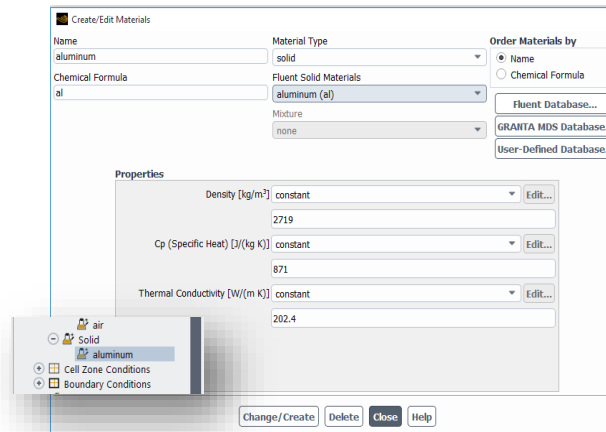 Create/Edit Materials
Name
Material Type
Order Materials by
aluminum
solid
Name
Chemical Formula
Chemical Formula
Fluent Solid Materials
al
aluminum (al)
Fluent Database...
Mixture
none
GRANTA MDS Database.
User-Defined Database.
Properties
Density [kg/m³] constant Edit...
2719
Cp (Specific Heat) [J/(kg K)] constant Edit...
871
Thermal Conductivity [W/(m K)] constant Edit...
202.4
air
Solid
aluminum
Cell Zone Conditions
Boundary Conditions
Change/Create Delete Close Help